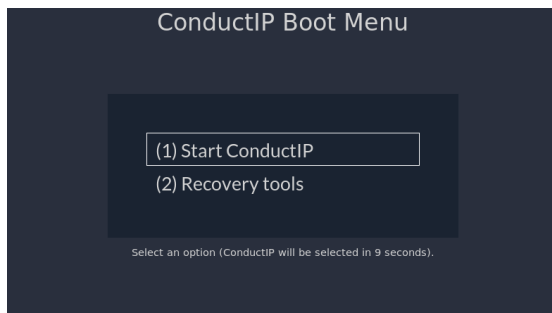 ConductIP Boot Menu
(1) Start ConductIP
(2) Recovery tools
Select an option (ConductIP will be selected in 9 seconds).